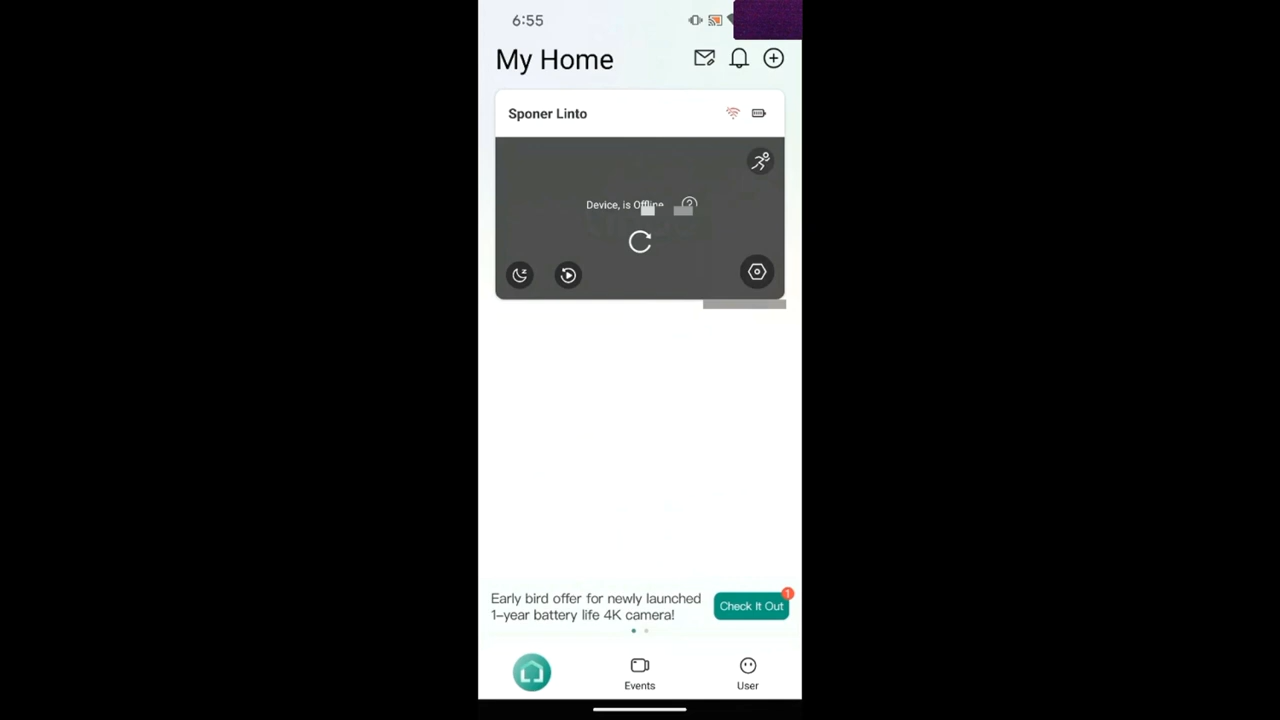 6:55
My Home
Sponer Linto
Device, is Offline
Early bird offer for newly launched
1-year battery life 4K camera!
Check It Out
1
Events
User